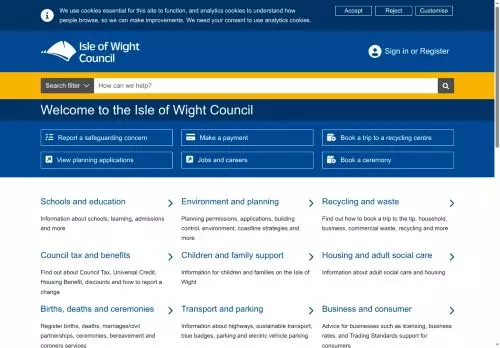 We use cookies essential for this site to function, and analytics cookies to understand how
people browse, so we can make improvements. We need your consent to use analytics cookies.
Accept
Reject
Customise
Isle of Wight
Council
Sign in or Register
Search filter
How can we help?
Welcome to the Isle of Wight Council
Report a safeguarding concern
Make a payment
Book a trip to a recycling centre
View planning applications
Jobs and careers
Book a ceremony
Schools and education
Information about schools, learning, admissions
and more
Environment and planning
Planning permissions, applications, building
control, environment, coastline strategies and
more
Recycling and waste
Find out how to book a trip to the tip, household,
business, commercial waste, recycling and more
Council tax and benefits
Find out about Council Tax, Universal Credit,
Housing Benefit, discounts and how to report a
change
Children and family support
Information for children and families on the Isle of
Wight
Housing and adult social care
Information about adult social care and housing
Births, deaths and ceremonies
Register births, deaths, marriages/civil
partnerships, ceremonies, bereavement and
coroners services
Transport and parking
Information about highways, sustainable transport,
blue badges, parking and electric vehicle parking
Business and consumer
Advice for businesses such as licensing, business
rates, and Trading Standards support for
consumers